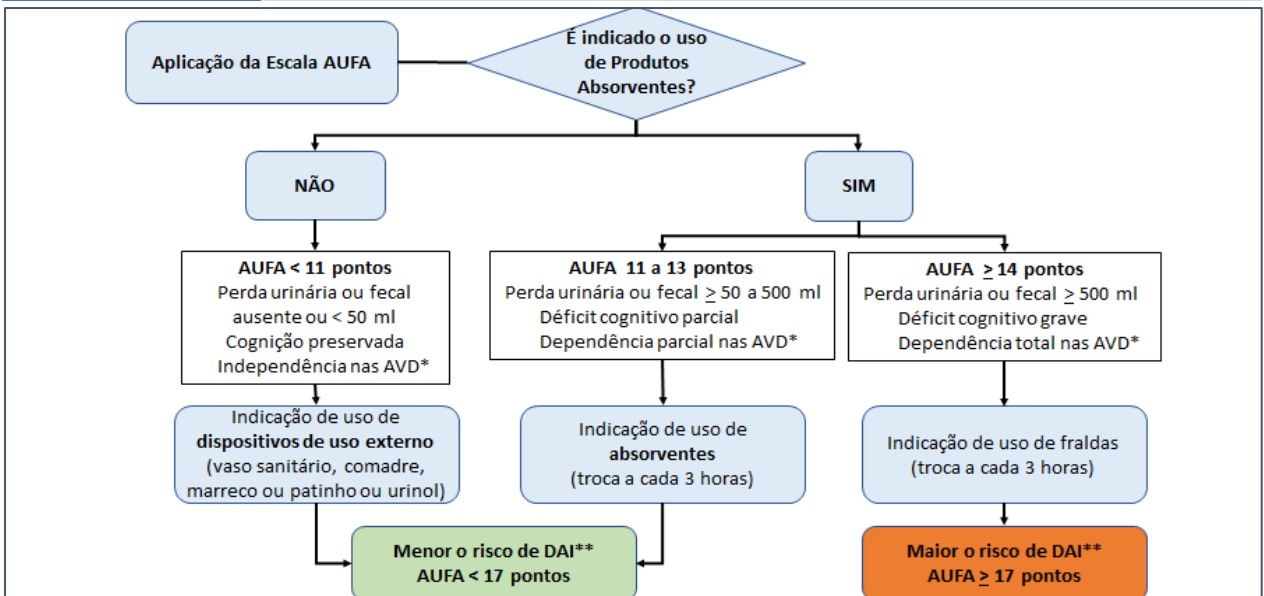 Aplicação da Escala AUFA
É indicado o uso
de Produtos
Absorventes?
NÃO
SIM
AUFA < 11 pontos
Perda urinária ou fecal
ausente ou < 50 ml
Cognição preservada
Independência nas AVD*
AUFA 11 a 13 pontos
Perda urinária ou fecal ≥ 50 a 500 ml
Déficit cognitivo parcial
Dependência parcial nas AVD*
AUFA ≥ 14 pontos
Perda urinária ou fecal ≥ 500 ml
Déficit cognitivo grave
Dependência total nas AVD*
Indicação de uso de
dispositivos de uso externo
(vaso sanitário, comadre,
marreco ou patinho ou urinol)
Indicação de uso de
absorventes
(troca a cada 3 horas)
Indicação de uso de fraldas
(troca a cada 3 horas)
Menor o risco de DAI**
AUFA < 17 pontos
Maior o risco de DAI**
AUFA ≥ 17 pontos